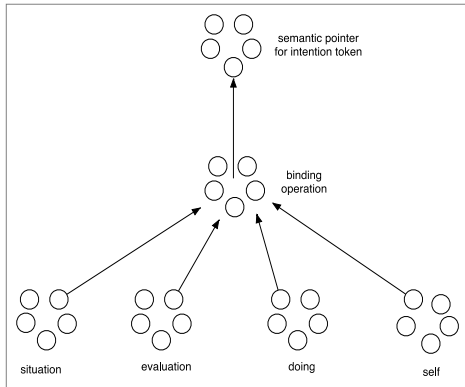 semantic pointer
for intention token
binding
operation
situation
evaluation
doing
self